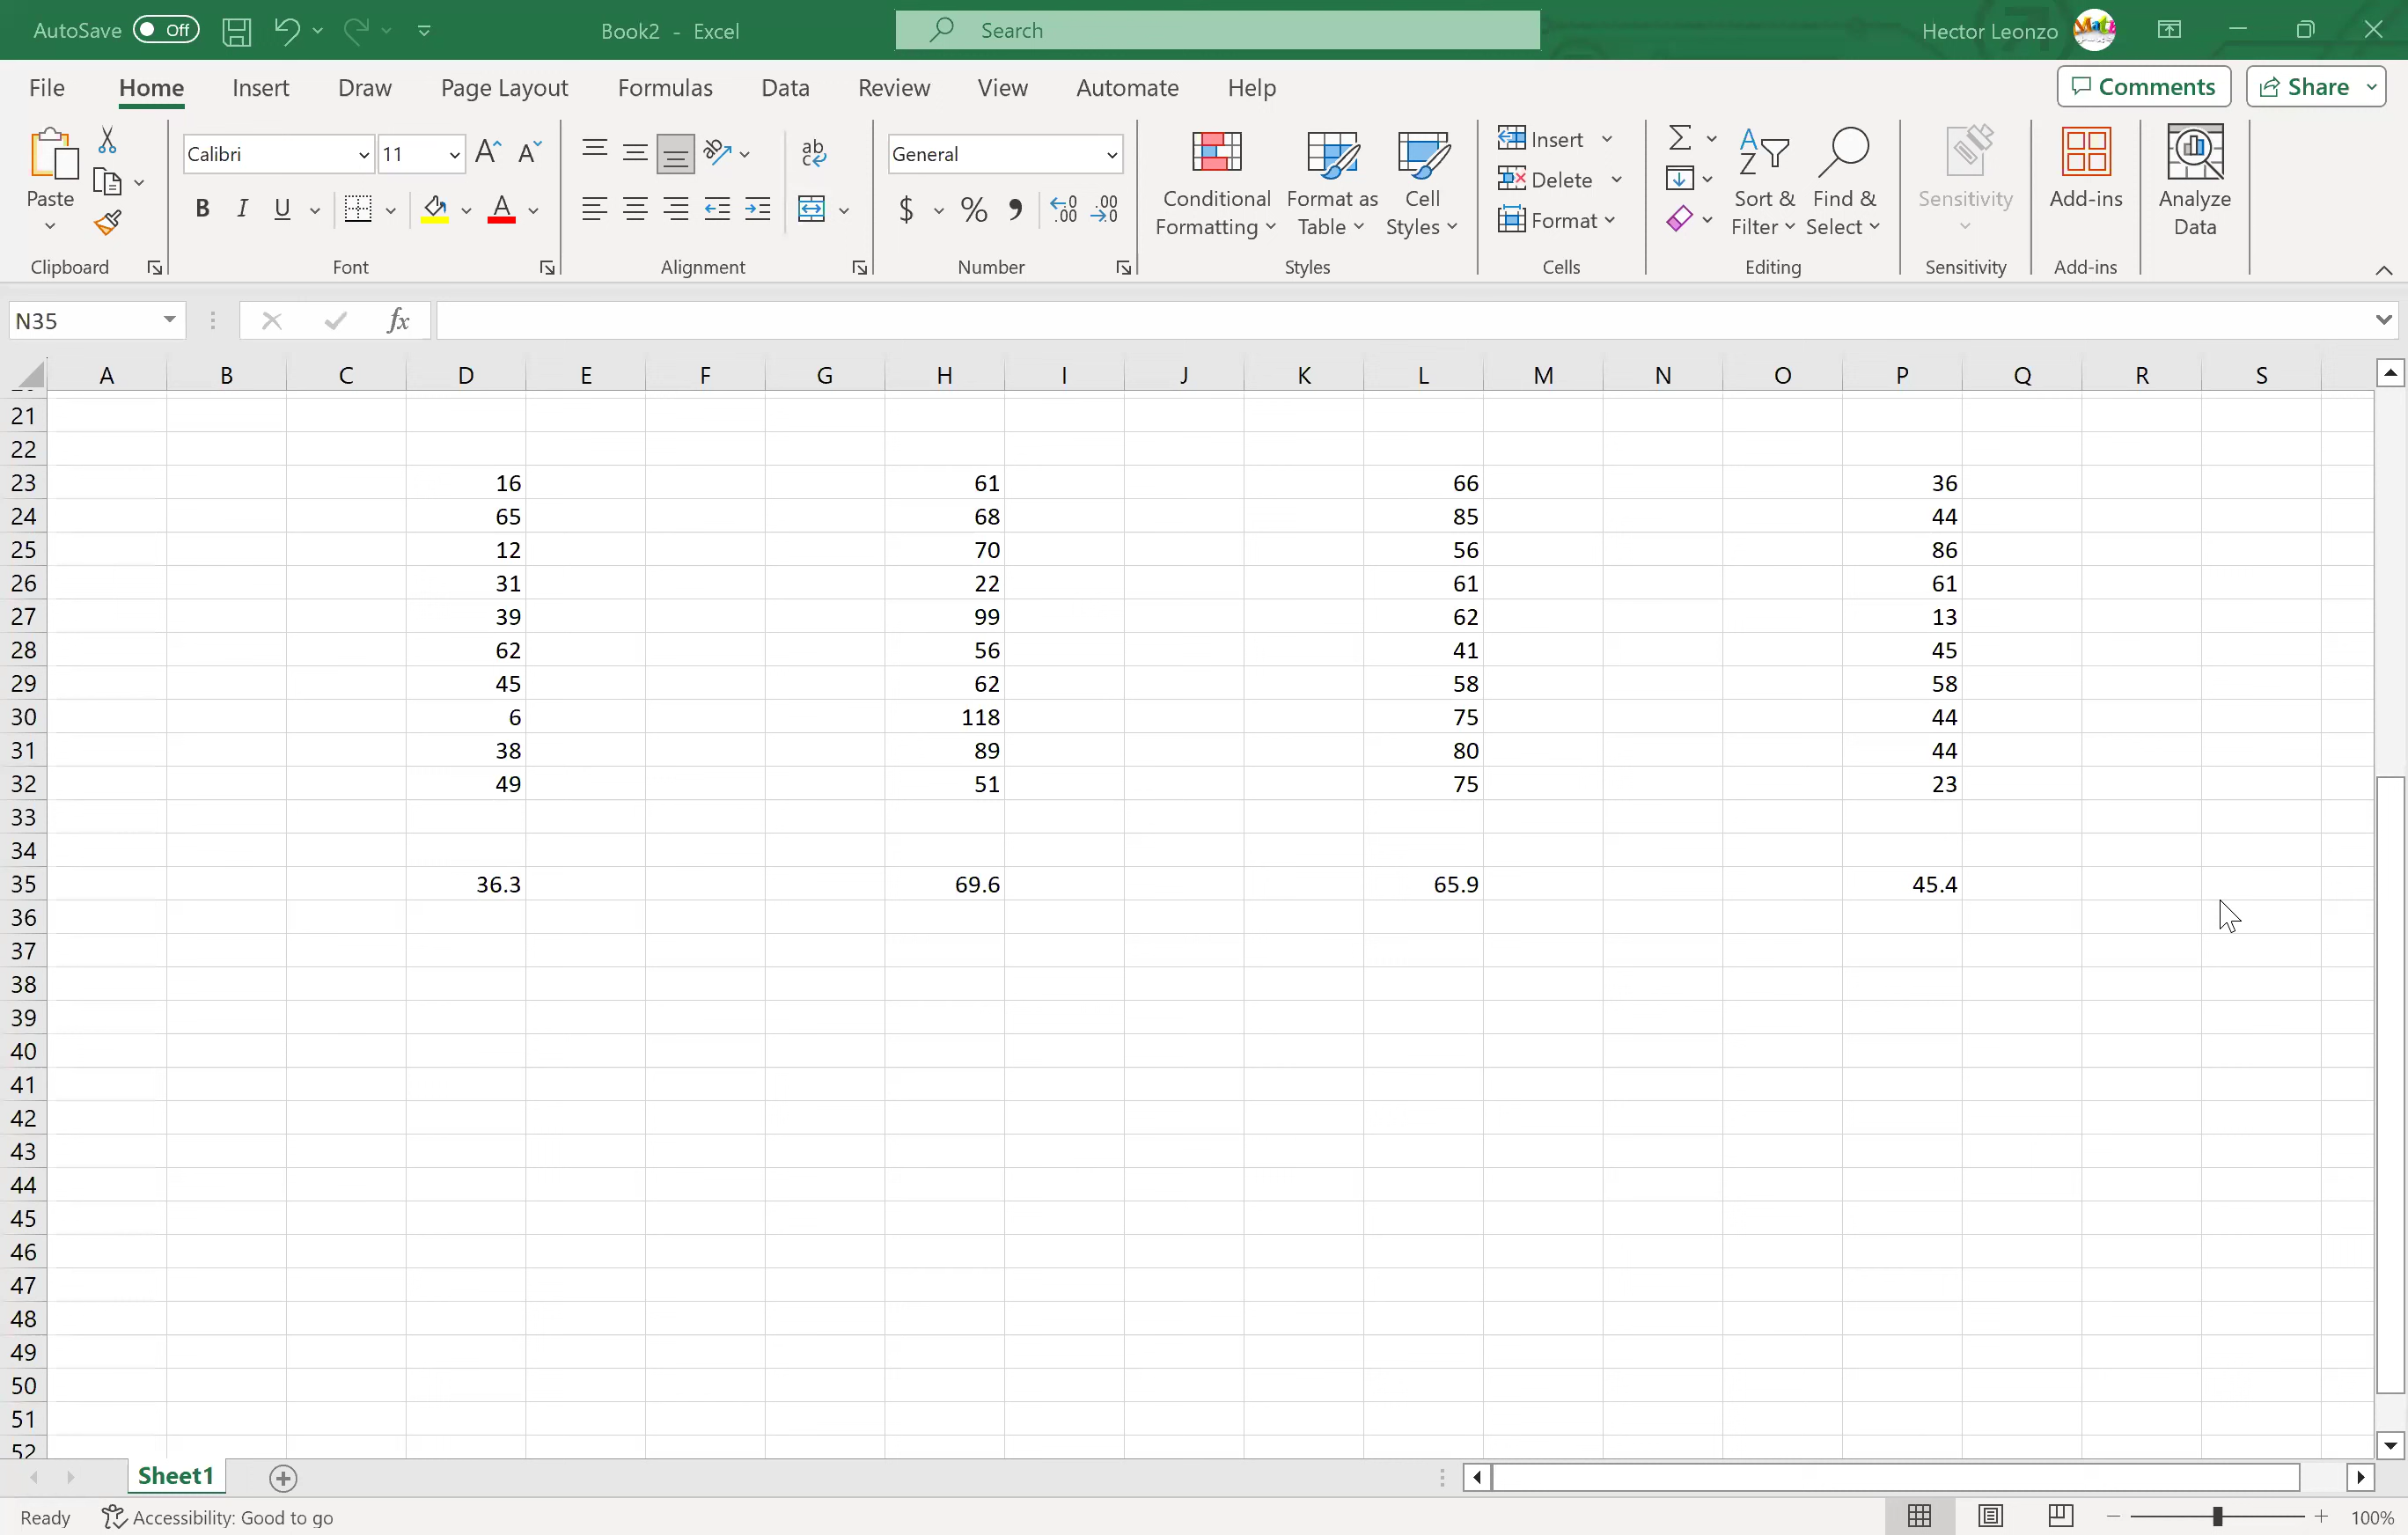 AutoSave Off Book2 - Excel Search Hector Leonzo
File Home Insert Draw Page Layout Formulas Data Review View Automate Help Comments Share
Paste
Clipboard
Calibri 11
B I U A
Font
ab
Alignment
General
$ % , .00 .00
Number
Conditional Formatting
Format as Table
Cell Styles
Styles
Insert
Delete
Format
Cells
Sort & Filter
Find & Select
Editing
Sensitivity
Sensitivity
Add-ins
Add-ins
Analyze Data
N35 fx
A B C D E F G H I J K L M N O P Q R S
21
22
23 16 61 66 36
24 65 68 85 44
25 12 70 56 86
26 31 22 61 61
27 39 99 62 13
28 62 56 41 45
29 45 62 58 58
30 6 118 75 44
31 38 89 80 44
32 49 51 75 23
33
34
35 36.3 69.6 65.9 45.4
36
37
38
39
40
41
42
43
44
45
46
47
48
49
50
51
52
Sheet1
Ready Accessibility: Good to go 100%